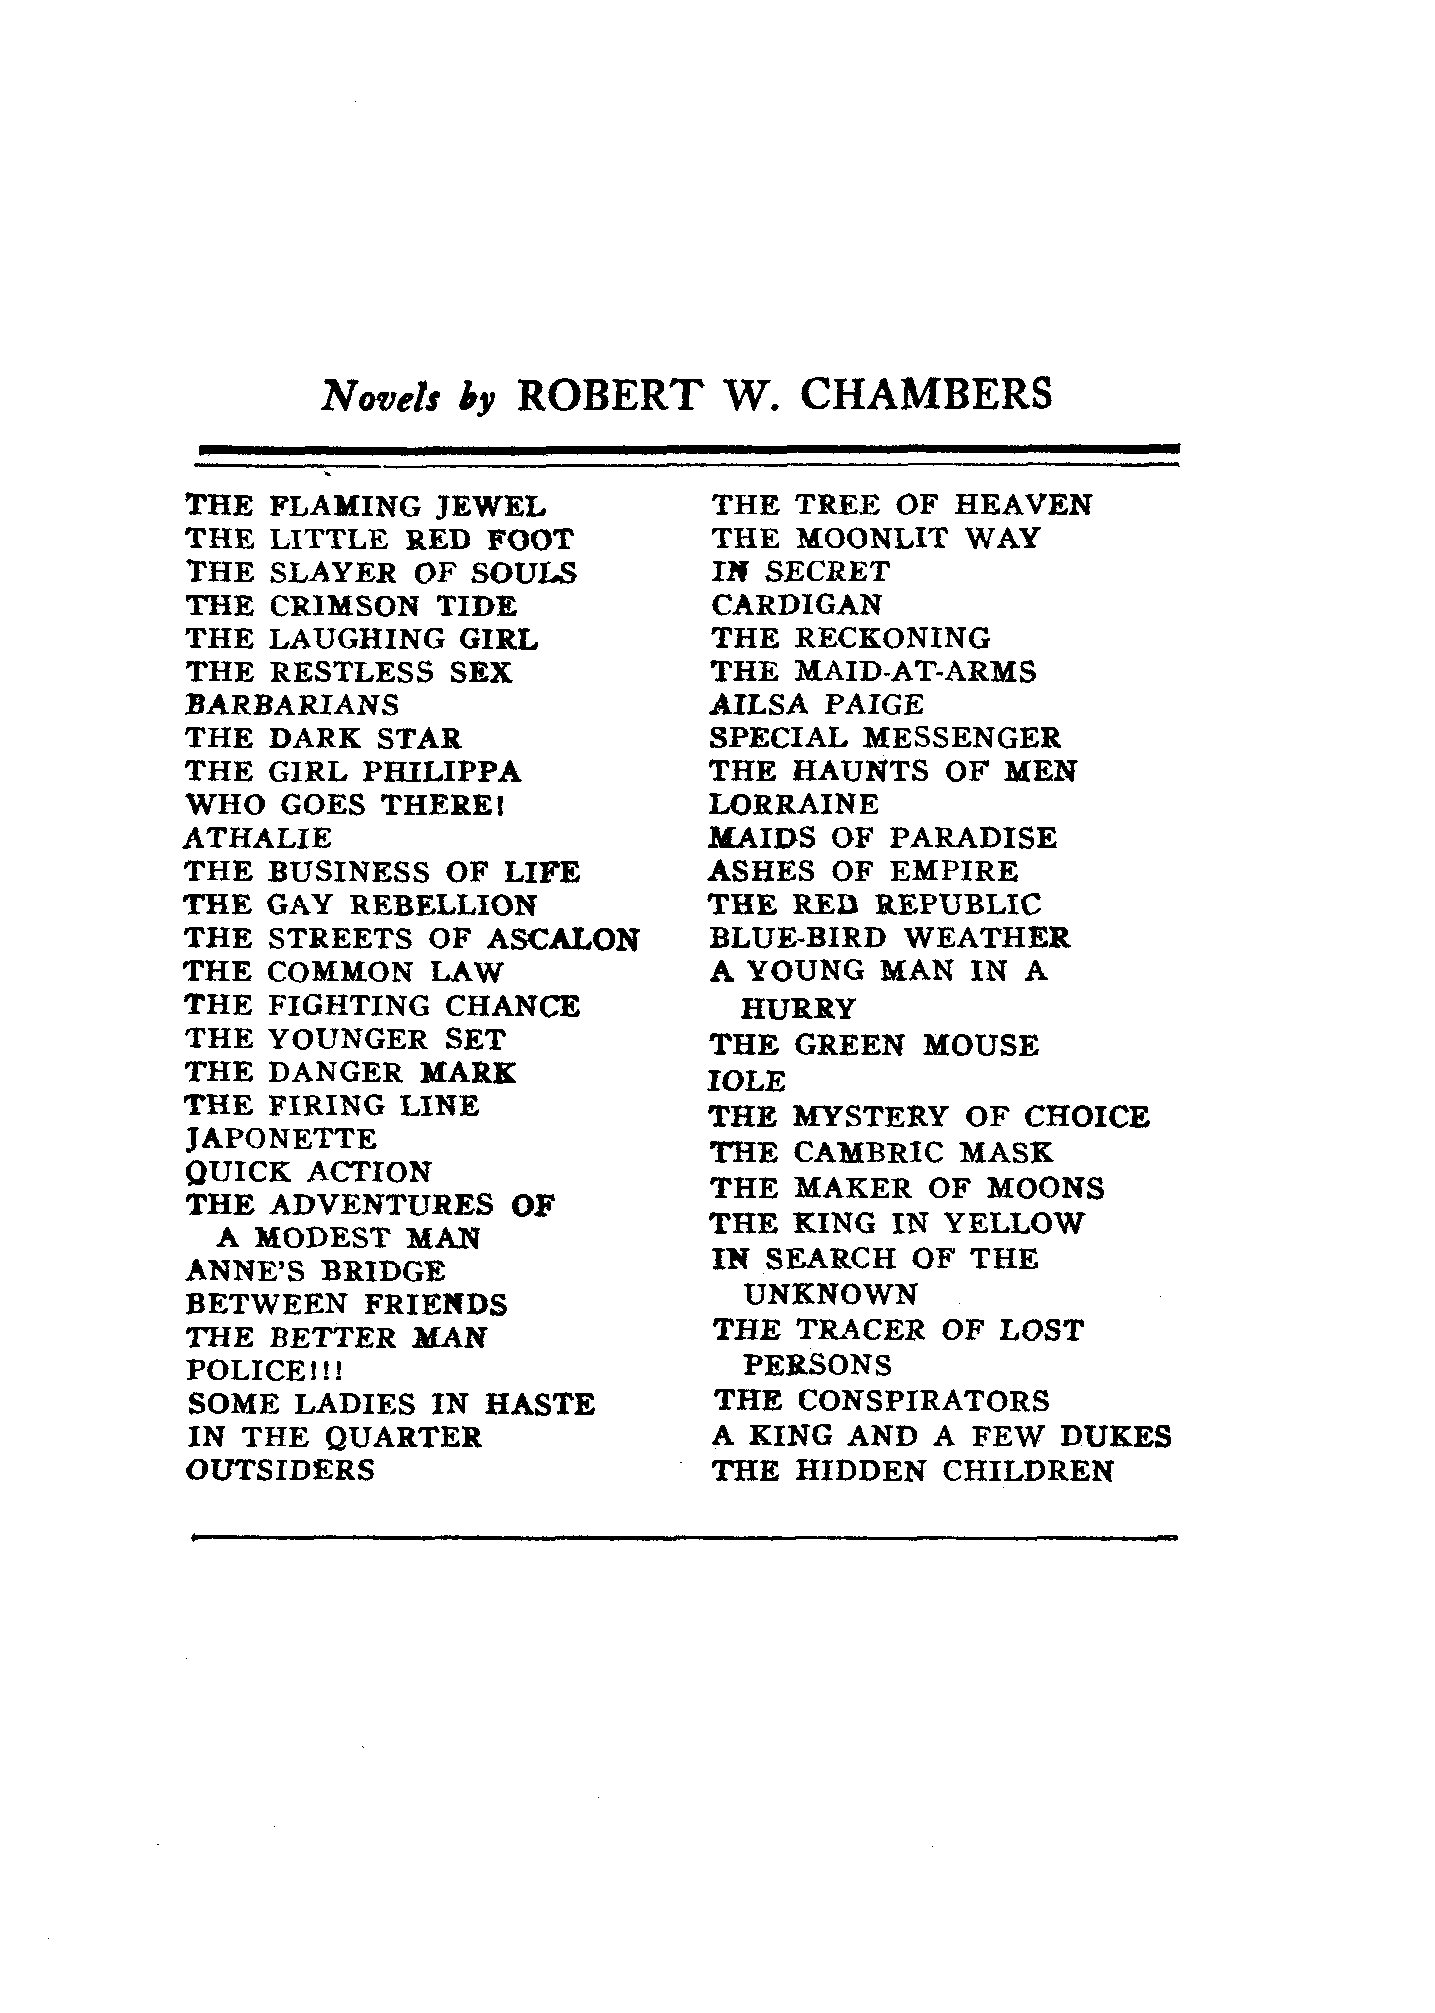 Novels by ROBERT W. CHAMBERS
THE FLAMING JEWEL
THE LITTLE RED FOOT
THE SLAYER OF SOULS
THE CRIMSON TIDE
THE LAUGHING GIRL
THE RESTLESS SEX
BARBARIANS
THE DARK STAR
THE GIRL PHILIPPA
WHO GOES THERE!
ATHALIE
THE BUSINESS OF LIFE
THE GAY REBELLION
THE STREETS OF ASCALON
THE COMMON LAW
THE FIGHTING CHANCE
THE YOUNGER SET
THE DANGER MARK
THE FIRING LINE
JAPONETTE
QUICK ACTION
THE ADVENTURES OF
A MODEST MAN
ANNE'S BRIDGE
BETWEEN FRIENDS
THE BETTER MAN
POLICE!!!
SOME LADIES IN HASTE
IN THE QUARTER
OUTSIDERS
THE TREE OF HEAVEN
THE MOONLIT WAY
IN SECRET
CARDIGAN
THE RECKONING
THE MAID-AT-ARMS
AILSA PAIGE
SPECIAL MESSENGER
THE HAUNTS OF MEN
LORRAINE
MAIDS OF PARADISE
ASHES OF EMPIRE
THE RED REPUBLIC
BLUE-BIRD WEATHER
A YOUNG MAN IN A
HURRY
THE GREEN MOUSE
IOLE
THE MYSTERY OF CHOICE
THE CAMBRIC MASK
THE MAKER OF MOONS
THE KING IN YELLOW
IN SEARCH OF THE
UNKNOWN
THE TRACER OF LOST
PERSONS
THE CONSPIRATORS
A KING AND A FEW DUKES
THE HIDDEN CHILDREN